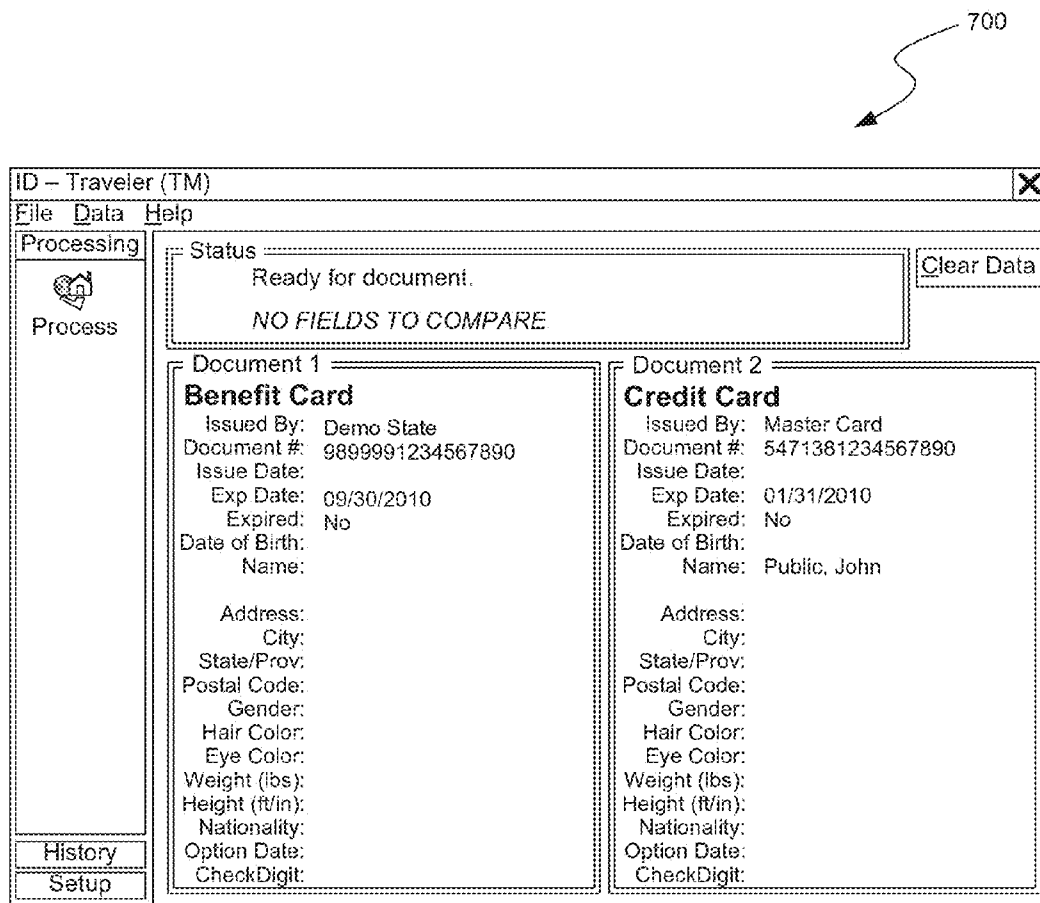 700
ID – Traveler (TM)
File Data Help
Processing
Process
History
Setup
Status
Ready for document.
NO FIELDS TO COMPARE
Clear Data
Document 1
Benefit Card
Issued By: Demo State
Document #: 9899991234567890
Issue Date:
Exp Date: 09/30/2010
Expired: No
Date of Birth:
Name:
Address:
City:
State/Prov:
Postal Code:
Gender:
Hair Color:
Eye Color:
Weight (lbs):
Height (ft/in):
Nationality:
Option Date:
CheckDigit:
Document 2
Credit Card
Issued By: Master Card
Document #: 5471381234567890
Issue Date:
Exp Date: 01/31/2010
Expired: No
Date of Birth:
Name: Public, John
Address:
City:
State/Prov:
Postal Code:
Gender:
Hair Color:
Eye Color:
Weight (lbs):
Height (ft/in):
Nationality:
Option Date:
CheckDigit: